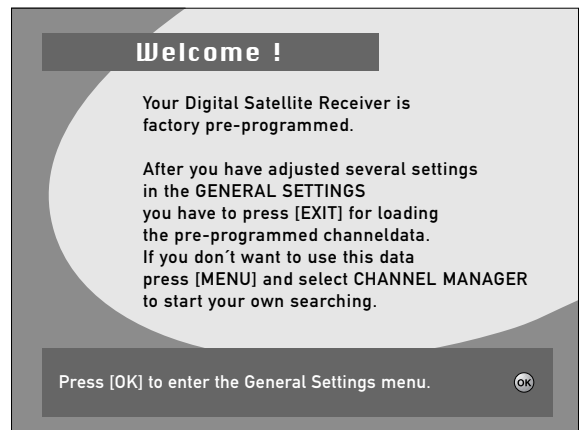 Welcome !
Your Digital Satellite Receiver is
factory pre-programmed.
After you have adjusted several settings
in the GENERAL SETTINGS
you have to press [EXIT] for loading
the pre-programmed channeldata.
If you don´t want to use this data
press [MENU] and select CHANNEL MANAGER
to start your own searching.
Press [OK] to enter the General Settings menu.
OK